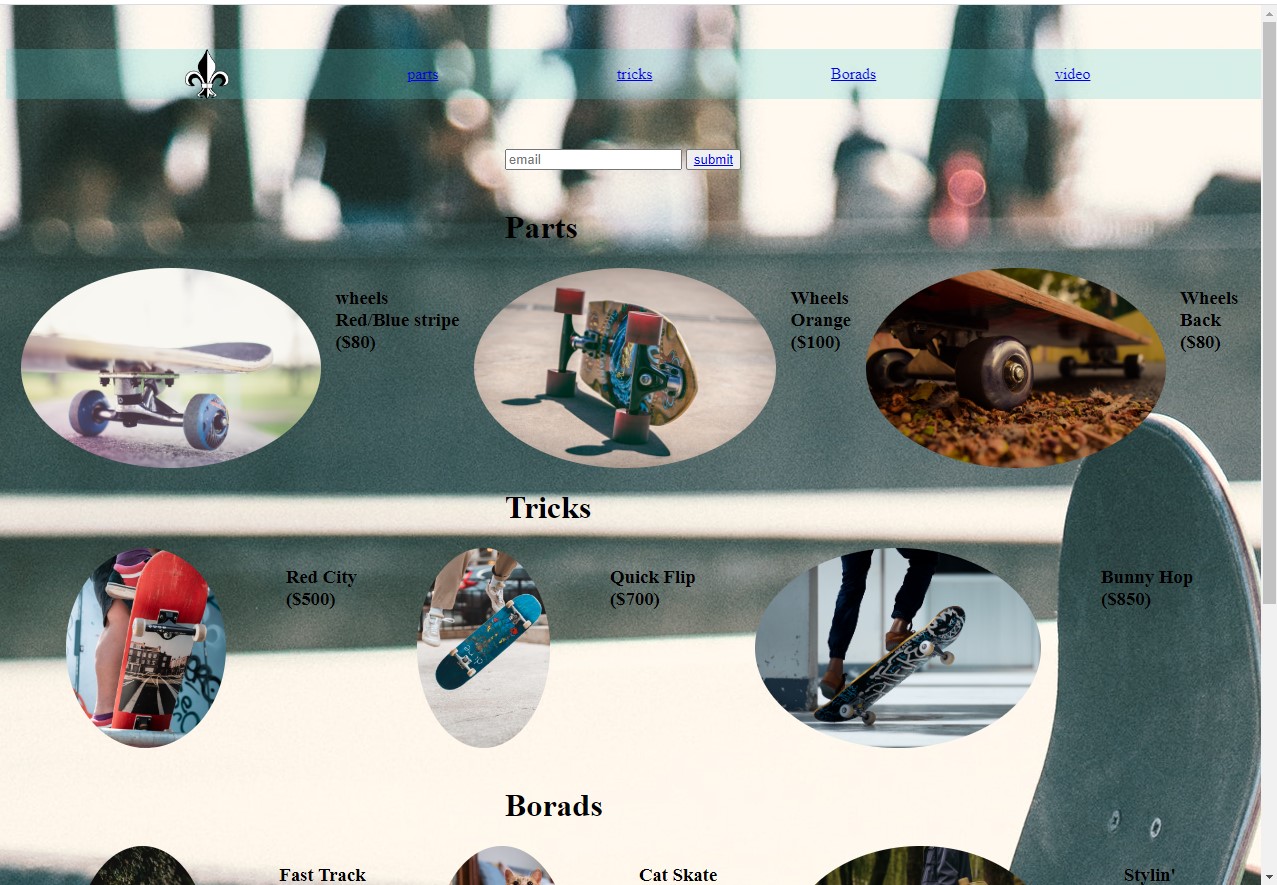 parts tricks Borads video
email submit
Parts
wheels
Red/Blue stripe
($80)
Wheels
Orange
($100)
Wheels
Back
($80)
Tricks
Red City
($500)
Quick Flip
($700)
Bunny Hop
($850)
Borads
Fast Track
Cat Skate
Stylin'